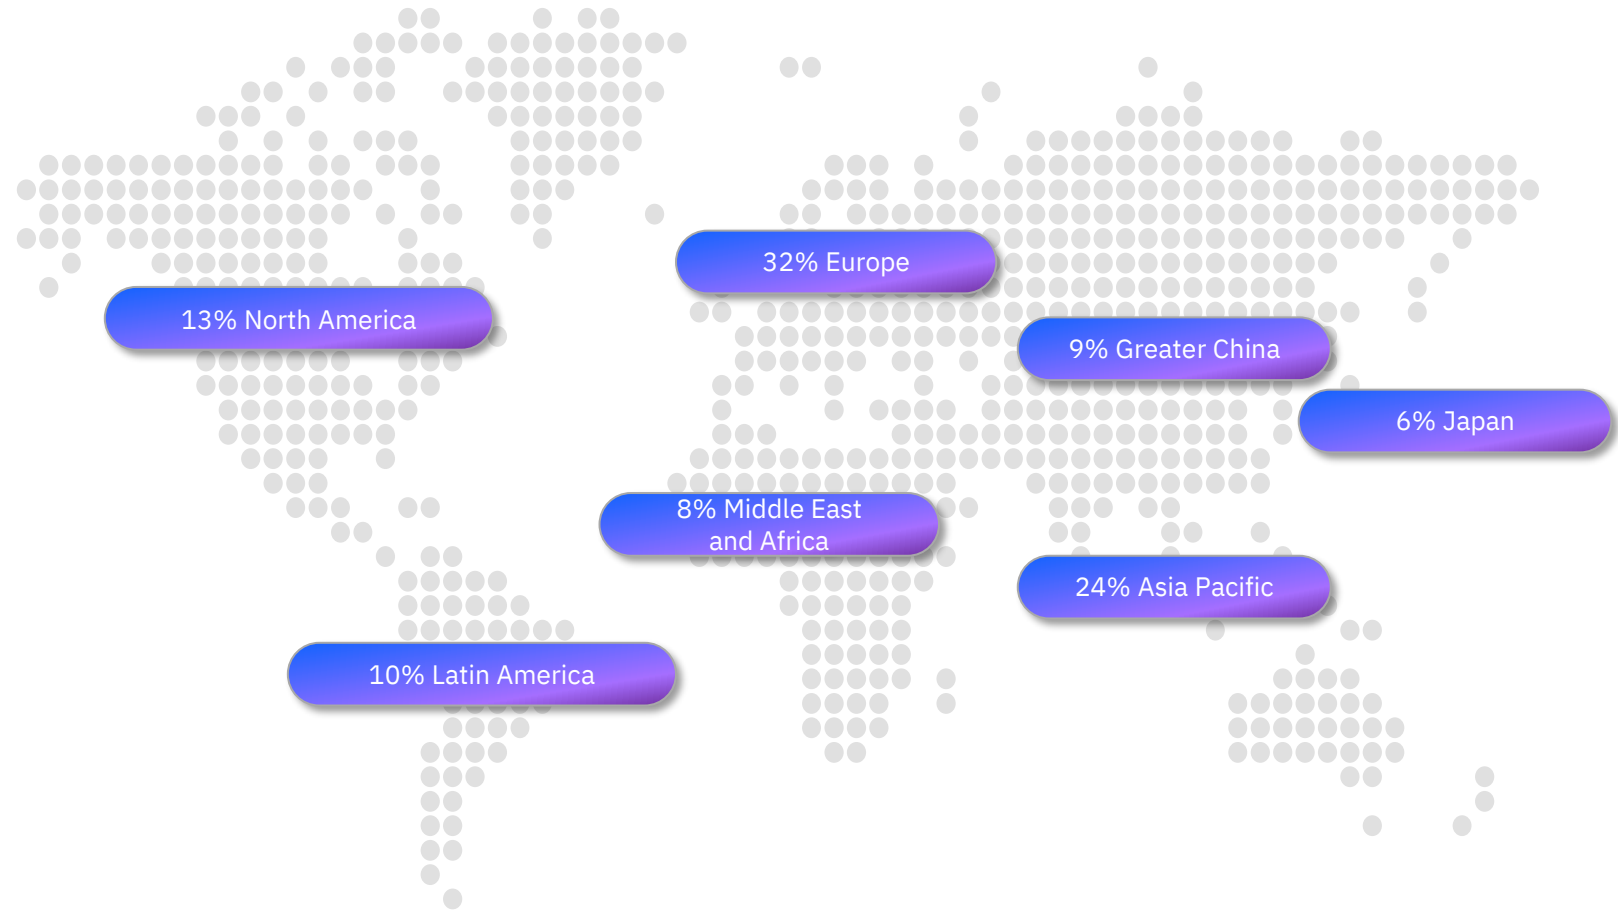 32% Europe
13% North America
9% Greater China
6% Japan
8% Middle East
and Africa
24% Asia Pacific
10% Latin America